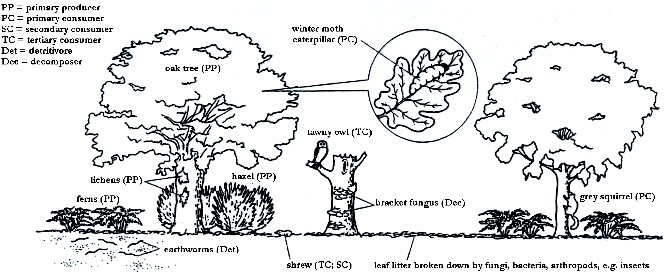 PP = primary producer
PC = primary consumer
SC = secondary consumer
TC = tertiary consumer
Det = detritivore
Dec = decomposer
winter moth
caterpillar (PC)
oak tree (PP)
tawny owl (TC)
lichens (PP)
hazel (PP)
ferns (PP)
bracket fungus (Dec)
grey squirrel (PC)
earthworms (Det)
shrew (TC; SC)
leaf litter broken down by fungi, bacteria, arthropods, e.g. insects